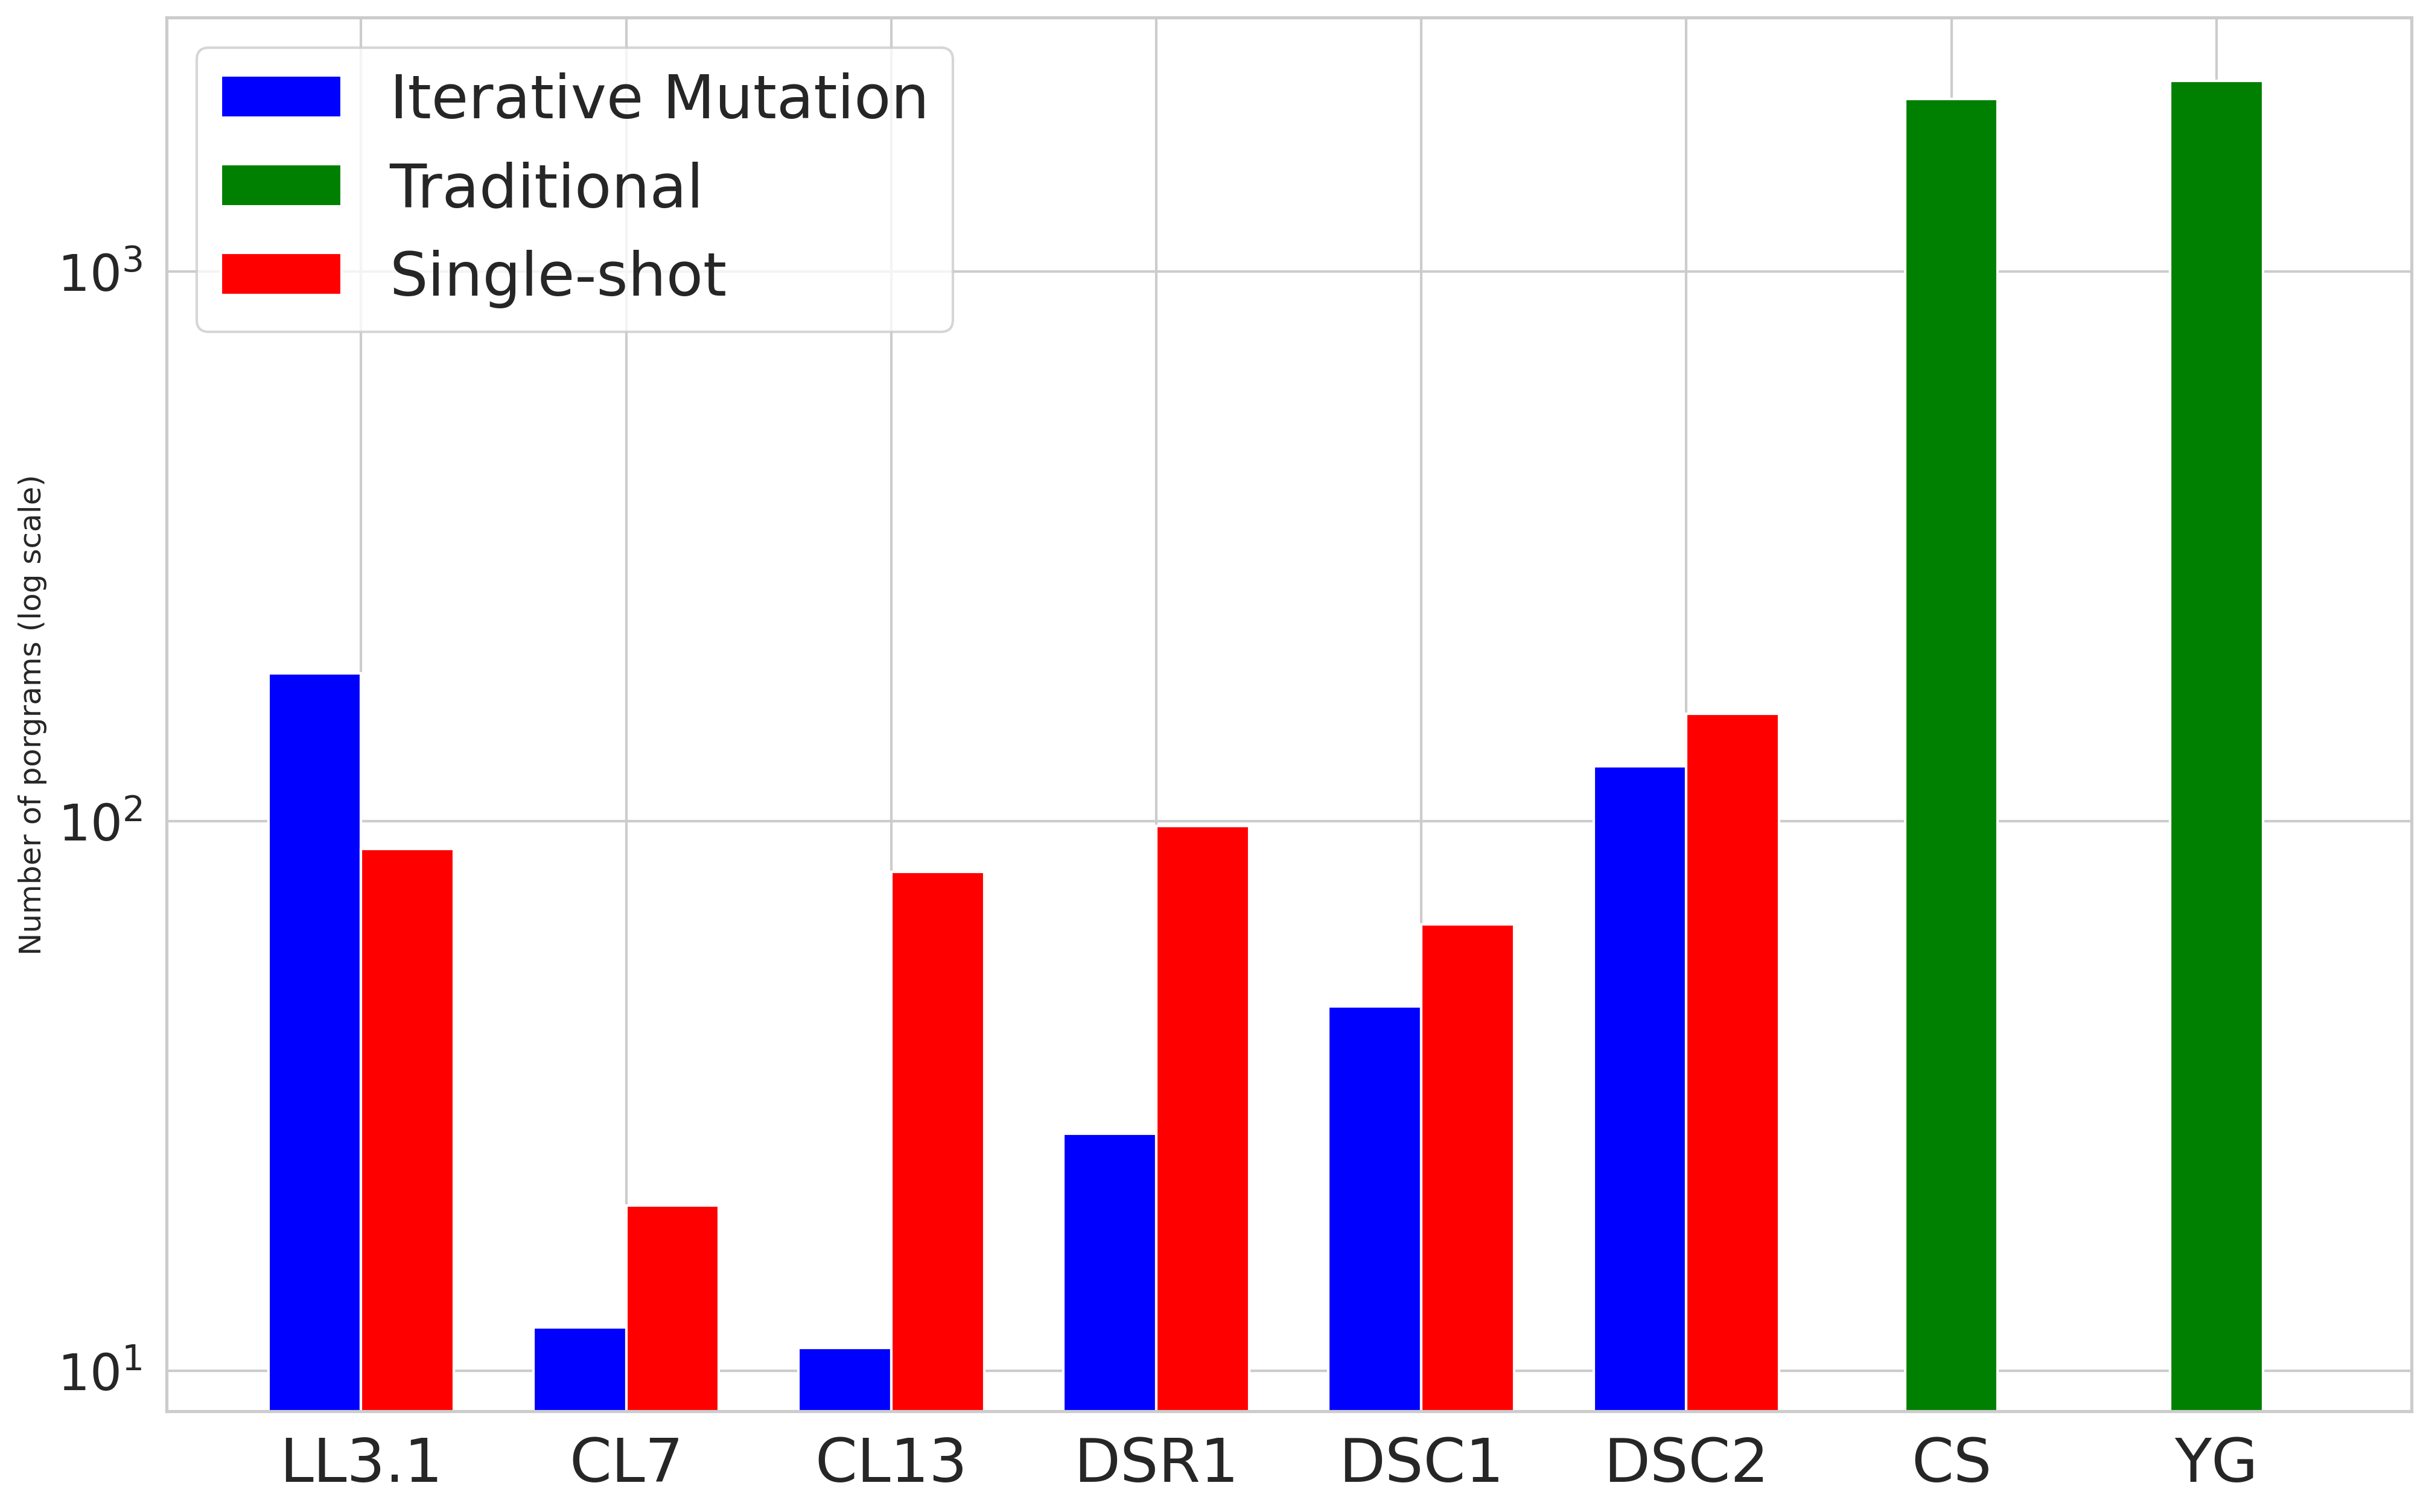 Iterative Mutation
Traditional
Single-shot
Number of porgrams (log scale)
10³
10²
10¹
LL3.1 CL7 CL13 DSR1 DSC1 DSC2 CS YG